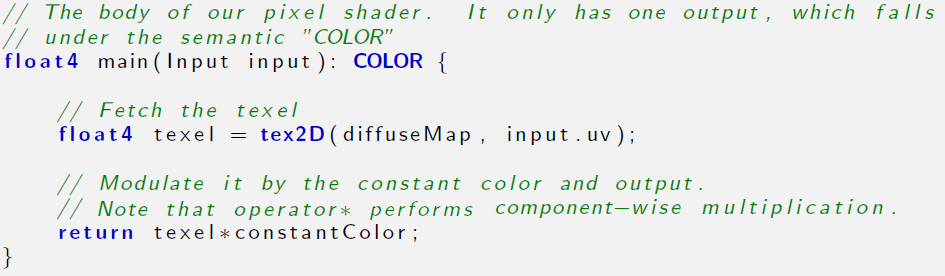 // The body of our pixel shader. It only has one output, which falls
// under the semantic "COLOR"
float4 main(Input input): COLOR {
// Fetch the texel
float4 texel = tex2D(diffuseMap, input.uv);
// Modulate it by the constant color and output.
// Note that operator* performs component−wise multiplication.
return texel*constantColor;
}